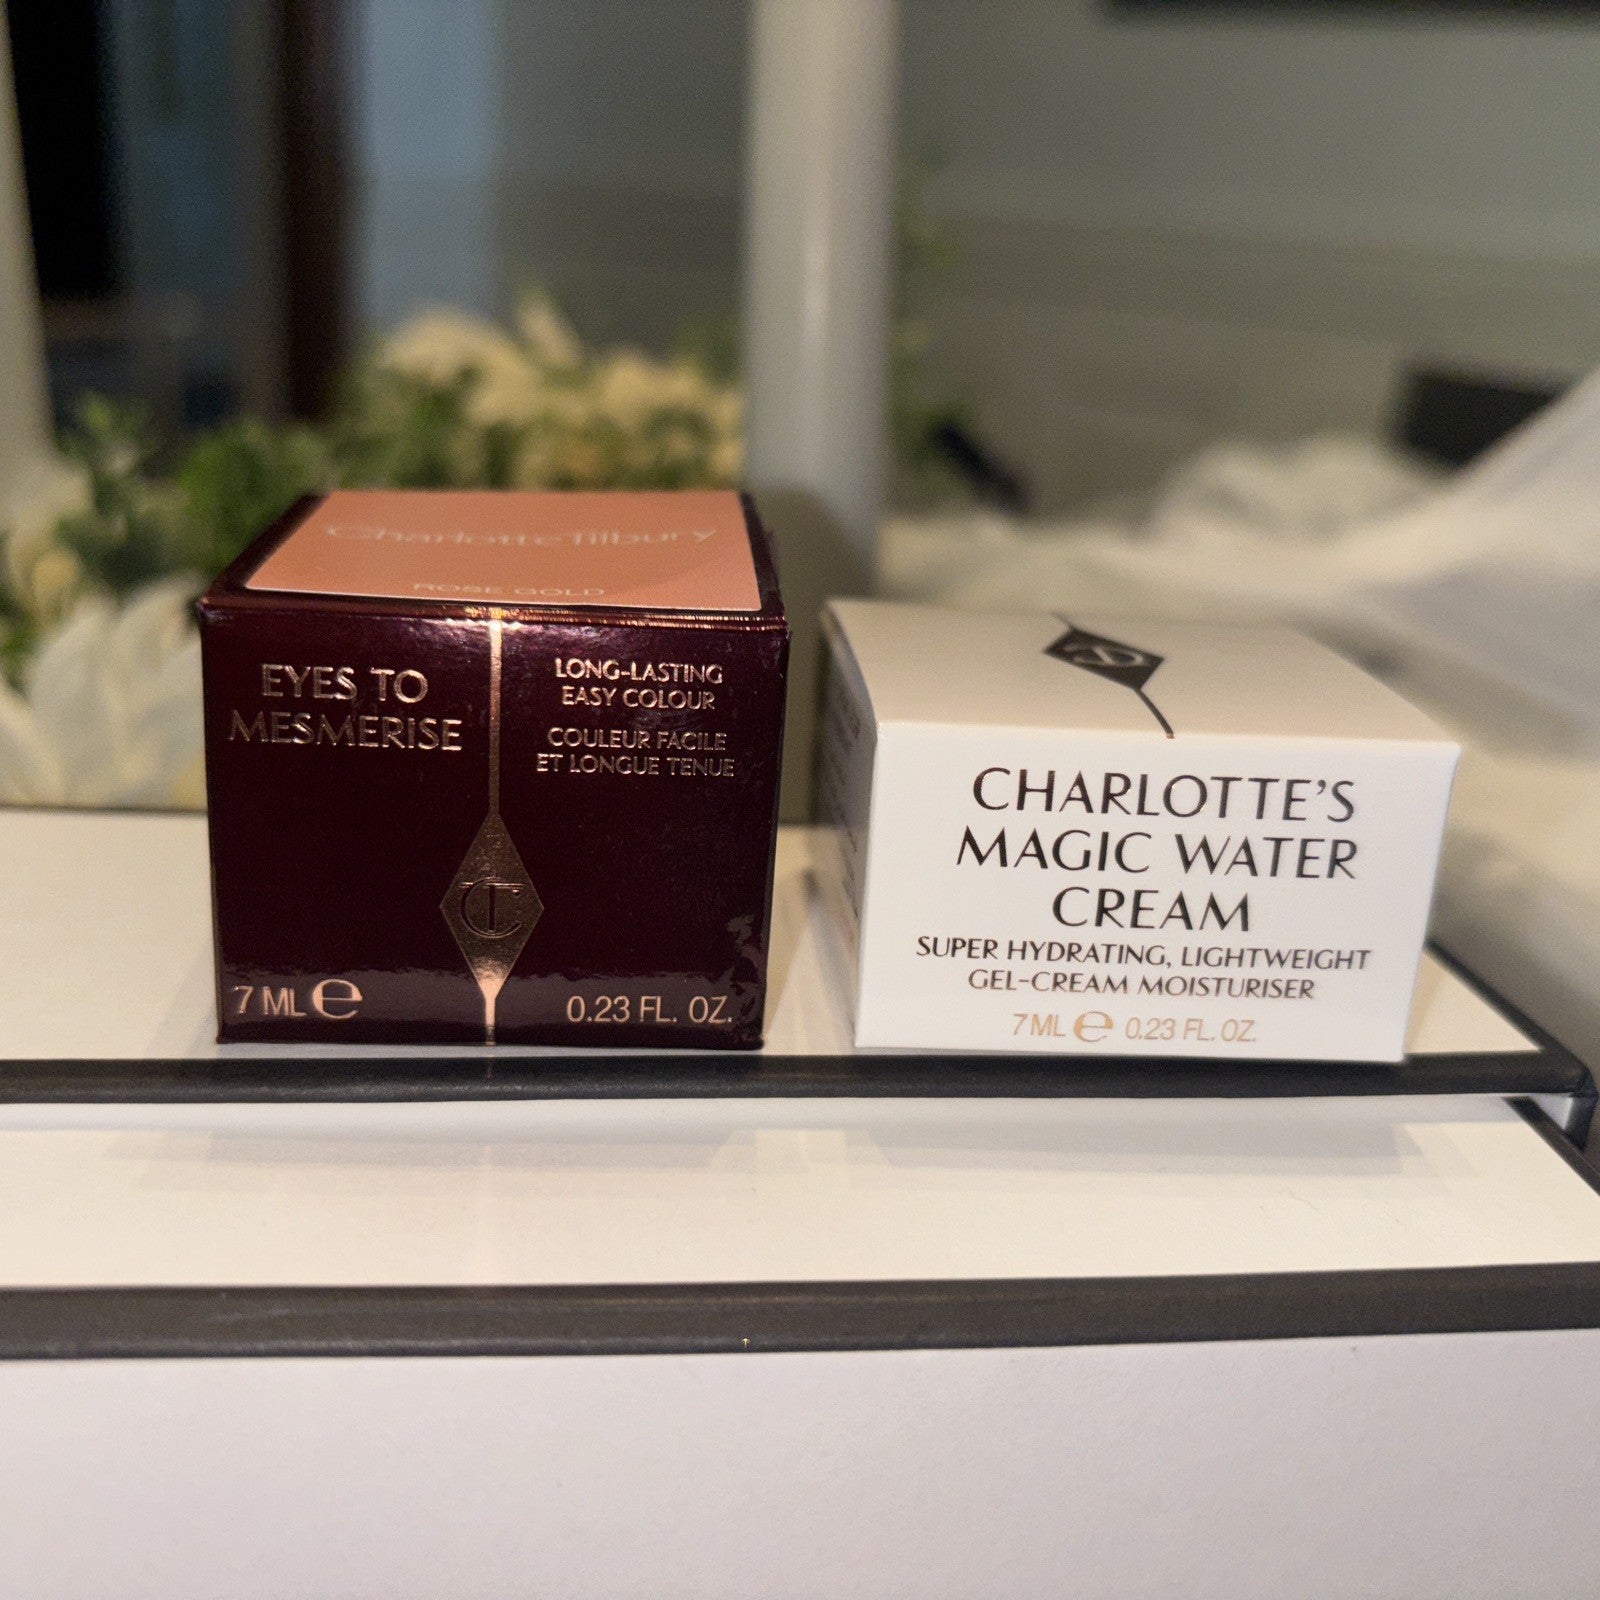 Charlotte Tilbury
ROSE GOLD
EYES TO
MESMERISE
LONG-LASTING
EASY COLOUR
COULEUR FACILE
ET LONGUE TENUE
CT
7 ML ℮
0.23 FL. OZ.
CHARLOTTE'S
MAGIC WATER
CREAM
SUPER HYDRATING, LIGHTWEIGHT
GEL-CREAM MOISTURISER
7 ML ℮ 0.23 FL. OZ.